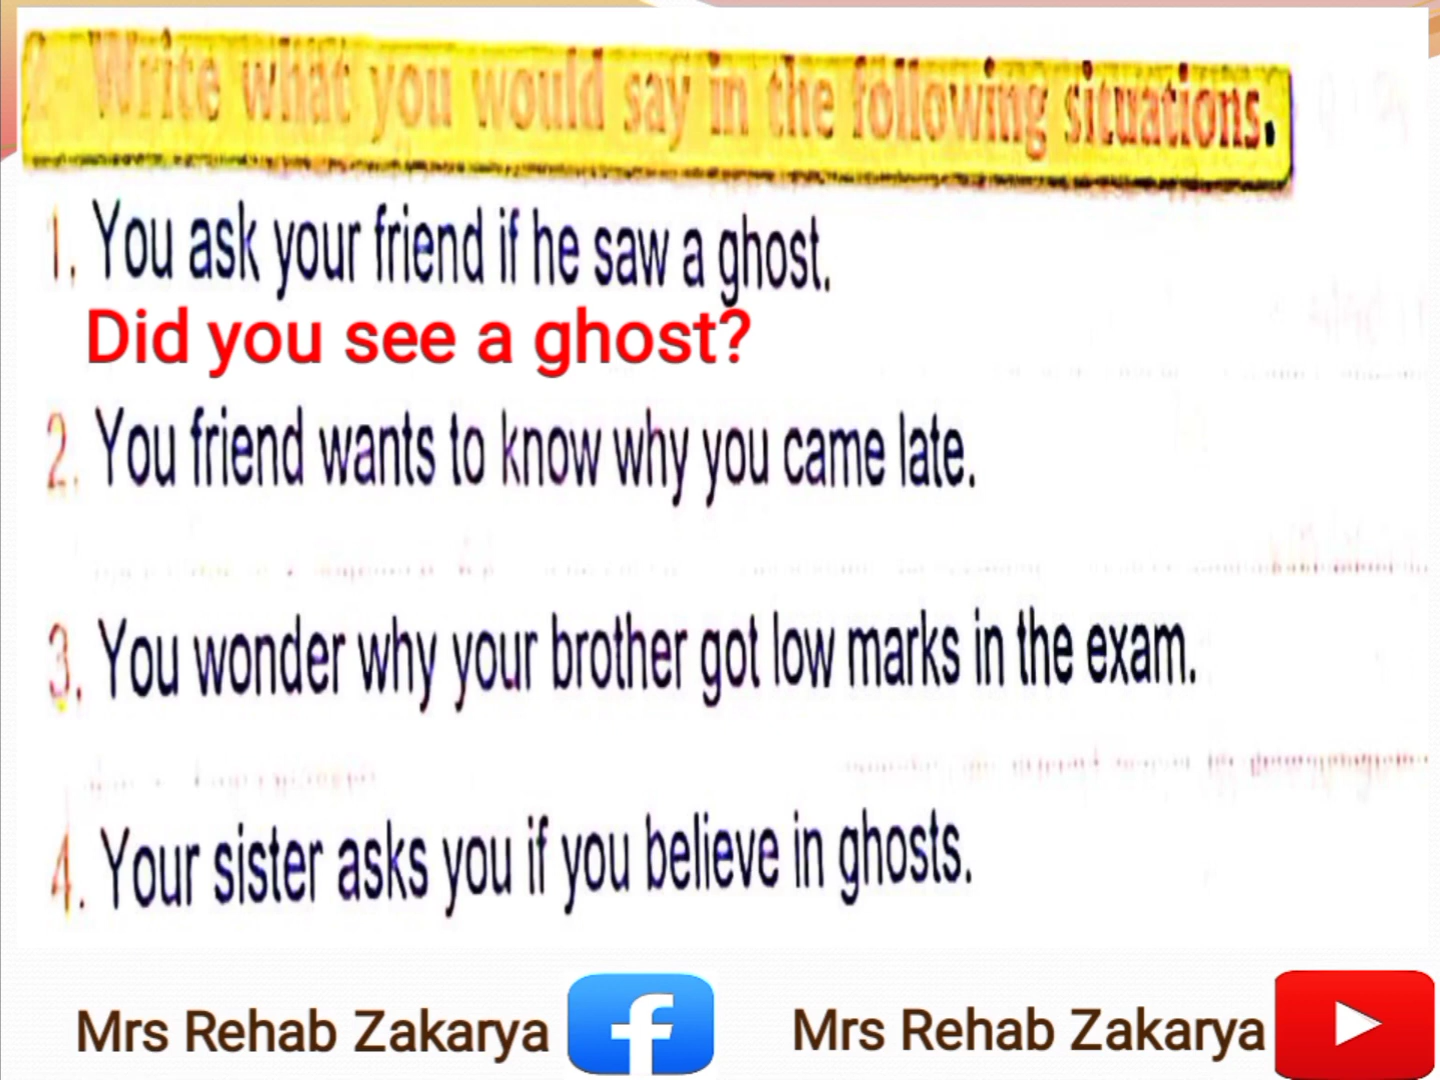 2. Write what you would say in the following situations.
1. You ask your friend if he saw a ghost.
Did you see a ghost?
2. You friend wants to know why you came late.
3. You wonder why your brother got low marks in the exam.
4. Your sister asks you if you believe in ghosts.
Mrs Rehab Zakarya
Mrs Rehab Zakarya